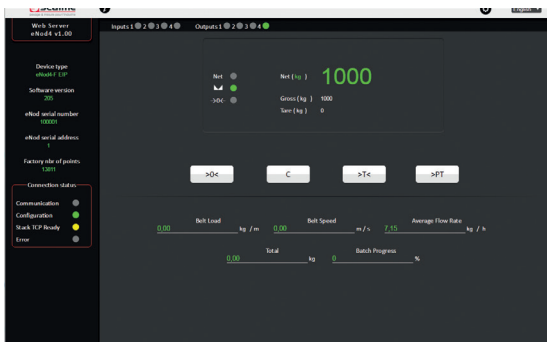 scaime
English
Web Server
eNod4 v1.00
Inputs 1 2 3 4 Outputs 1 2 3 4
Device type
eNod4-F EIP
Software version
205
eNod serial number
100001
eNod serial address
1
Factory nbr of points
13811
Connection status
Communication
Configuration
Stack TCP Ready
Error
Net
Net ( kg ) 1000
>0<
Gross ( kg ) 1000
Tare ( kg ) 0
>0< C >T< >PT
Belt Load Belt Speed Average Flow Rate
0,00 kg / m 0,00 m / s 7,15 kg / h
Total Batch Progress
0,00 kg 0 %